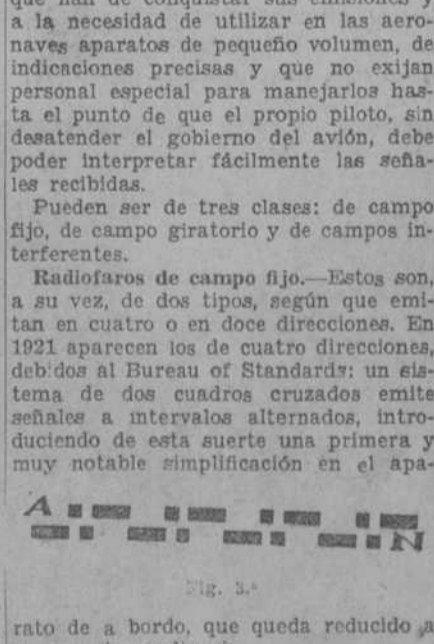 que han de conquistar sus emisiones y
a la necesidad de utilizar en las aero-
naves aparatos de pequeño volumen, de
indicaciones precisas y que no exijan
personal especial para manejarlos has-
ta el punto de que el propio piloto, sin
desatender el gobierno del avión, debe
poder interpretar fácilmente las seña-
les recibidas.
Pueden ser de tres clases: de campo
fijo, de campo giratorio y de campos in-
terferentes.
Radiofaros de campo fijo.—Estos son,
a su vez, de dos tipos, según que emi-
tan en cuatro o en doce direcciones. En
1921 aparecen los de cuatro direcciones,
debidos al Bureau of Standards: un sis-
tema de dos cuadros cruzados emite
señales a intervalos alternados, intro-
duciendo de esta suerte una primera y
muy notable simplificación en el apa-
A
N
Fig. 3.ª
rato de a bordo, que queda reducido a